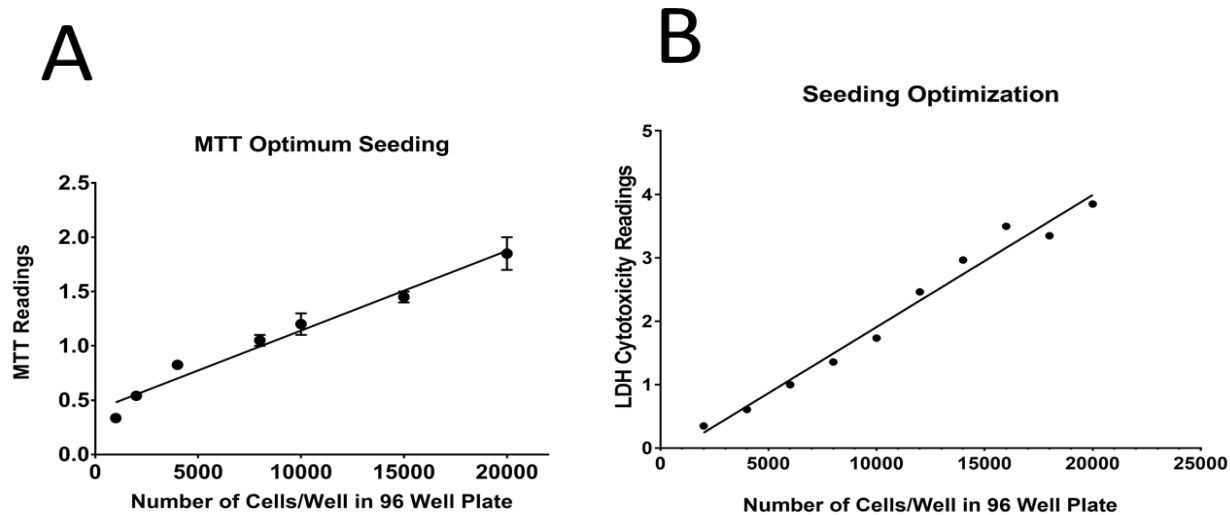 A
MTT Optimum Seeding
MTT Readings
2.5
2.0
1.5
1.0
0.5
0.0
0 5000 10000 15000 20000
Number of Cells/Well in 96 Well Plate
B
Seeding Optimization
LDH Cytotoxicity Readings
5
4
3
2
1
0
0 5000 10000 15000 20000 25000
Number of Cells/Well in 96 Well Plate